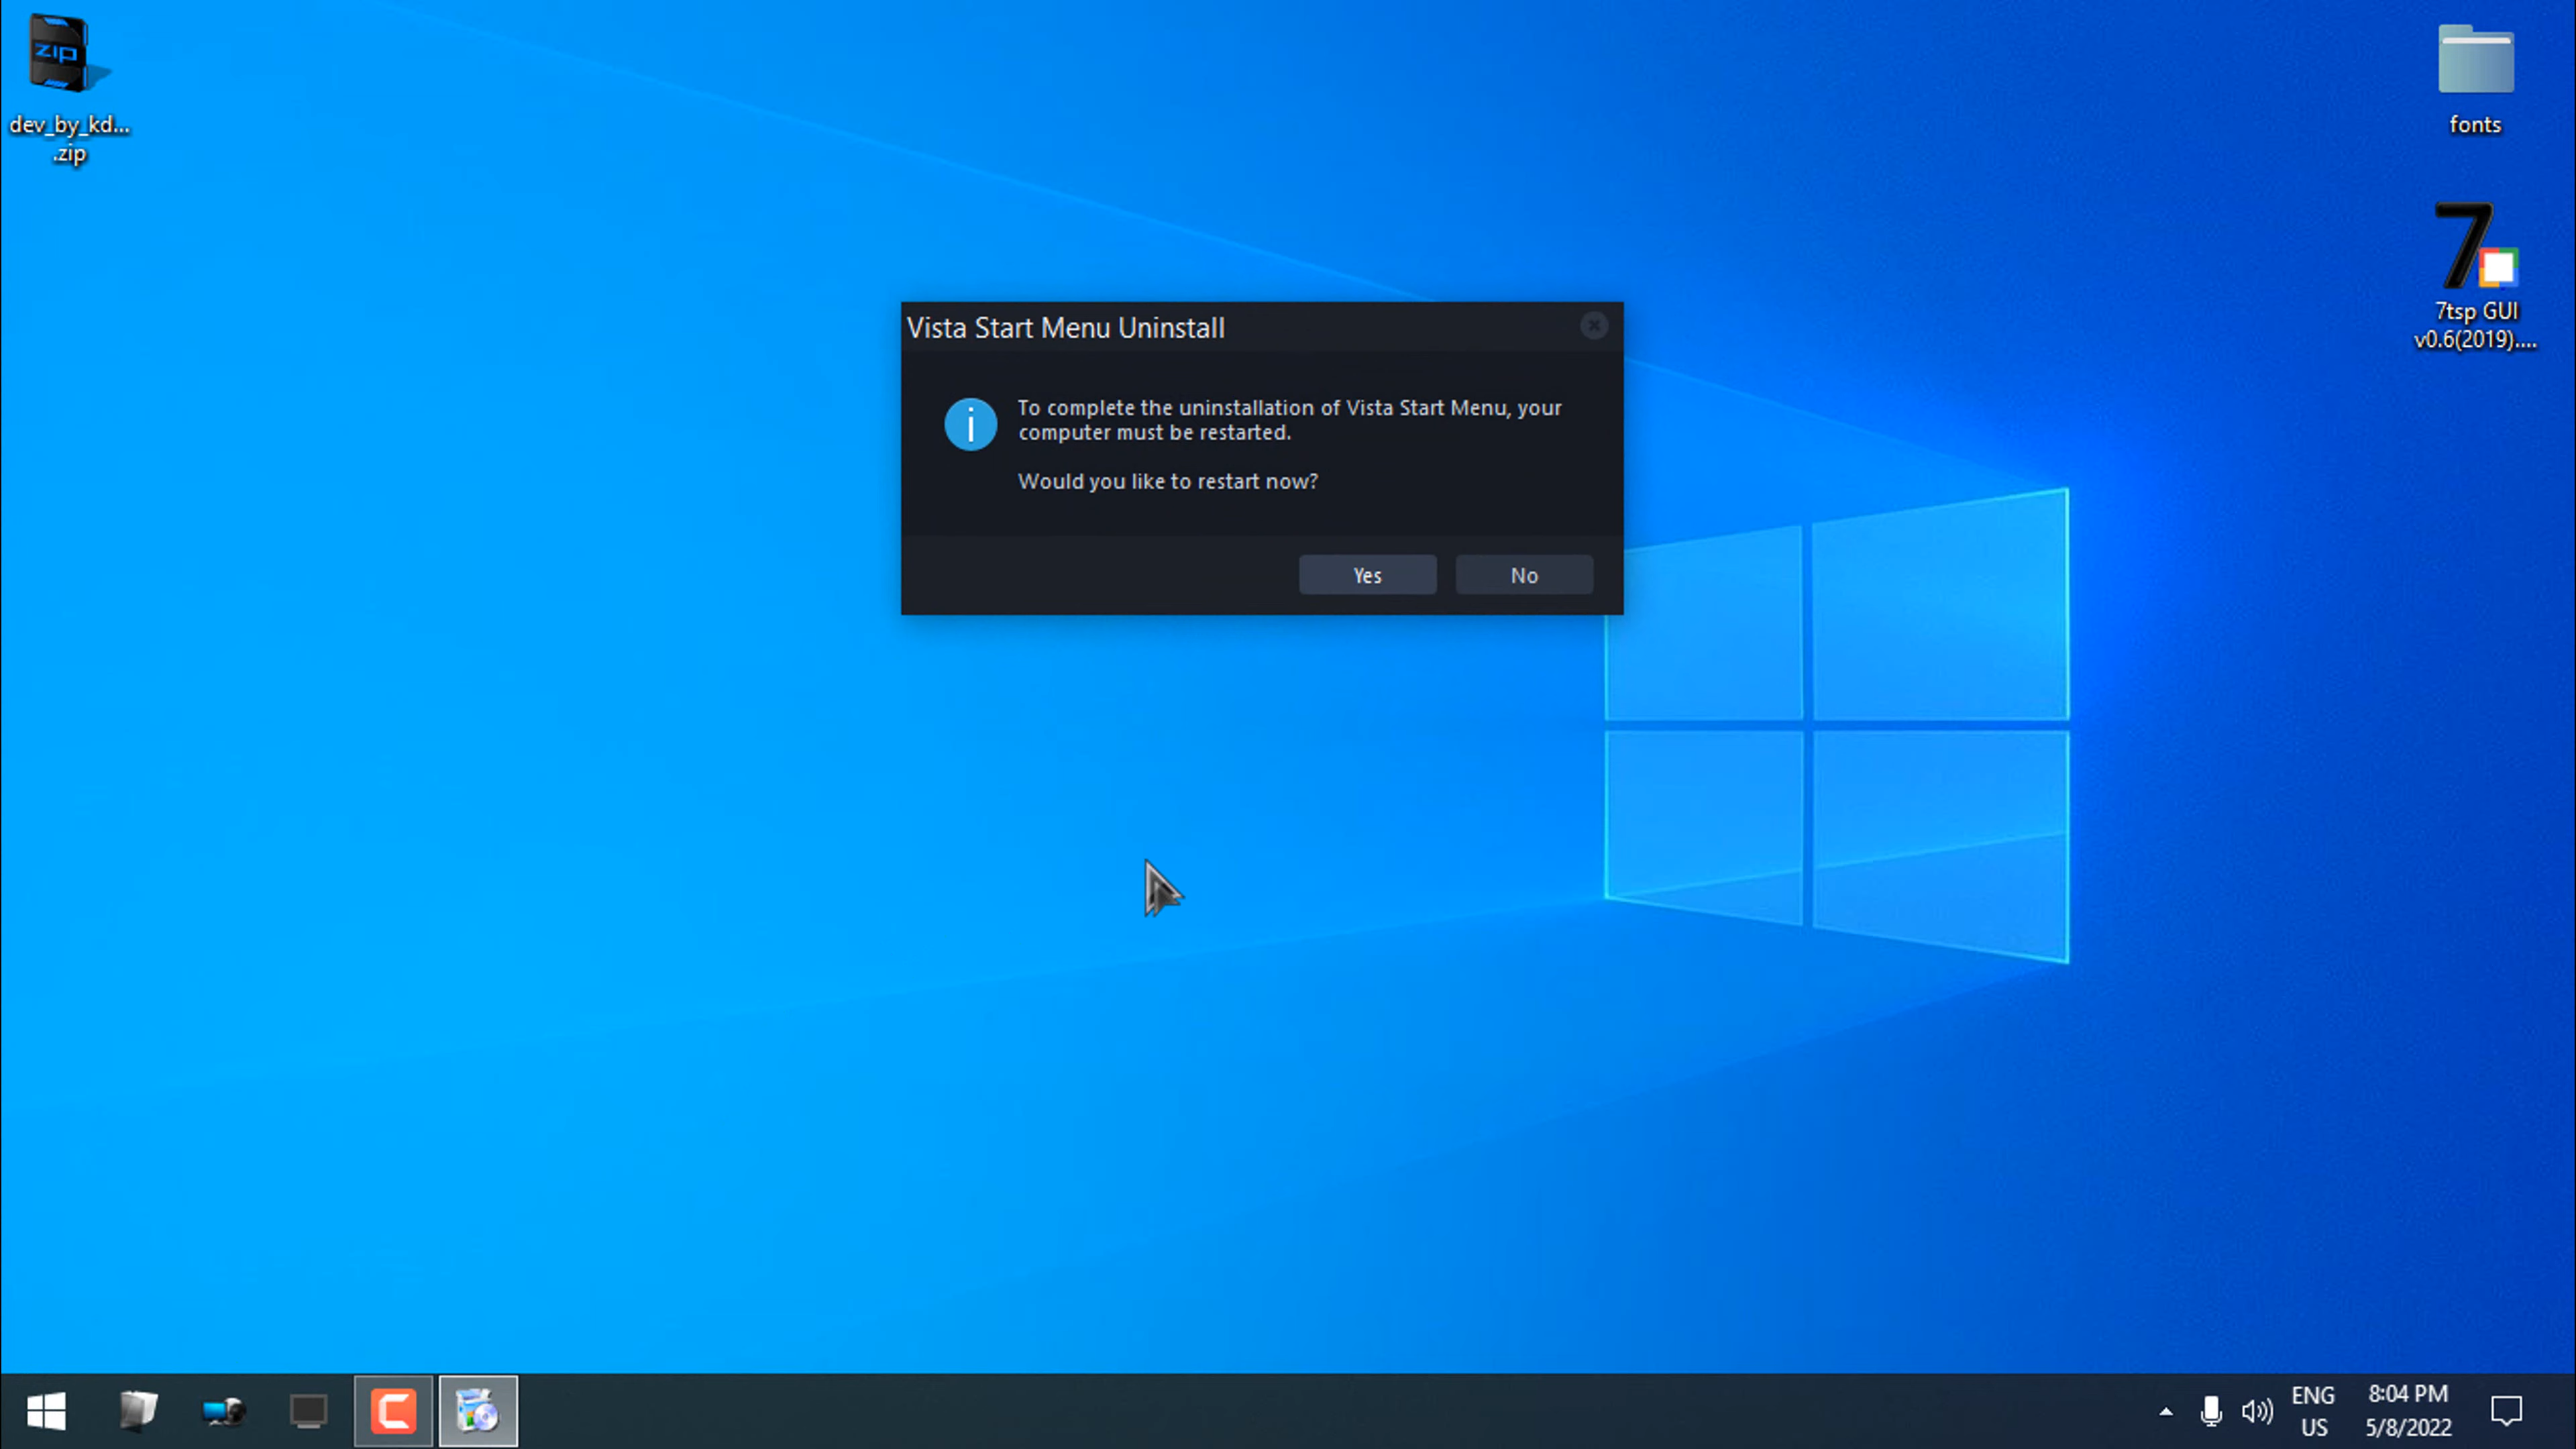 zip
dev_by_kd...
.zip
fonts
7
7tsp GUI
v0.6(2019)....
Vista Start Menu Uninstall
i
To complete the uninstallation of Vista Start Menu, your
computer must be restarted.
Would you like to restart now?
Yes
No
C
ENG
US
8:04 PM
5/8/2022